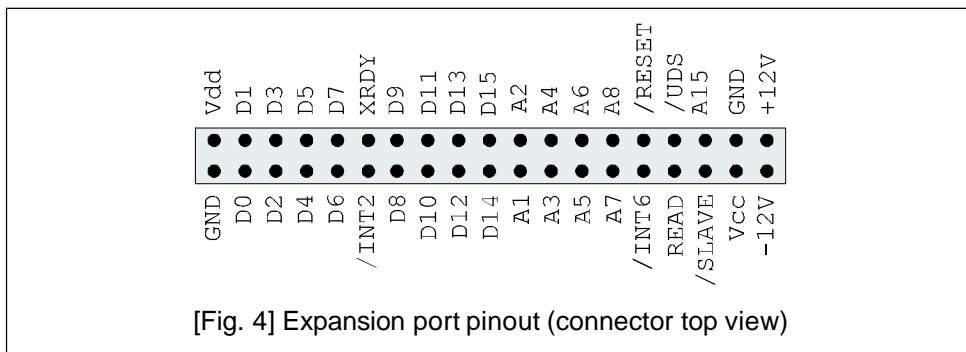 Vdd D1 D3 D5 D7 XRDY D9 D11 D13 D15 A2 A4 A6 A8 /RESET /UDS A15 GND +12V
GND D0 D2 D4 D6 /INT2 D8 D10 D12 D14 A1 A3 A5 A7 /INT6 READ /SLAVE Vcc -12V
[Fig. 4] Expansion port pinout (connector top view)